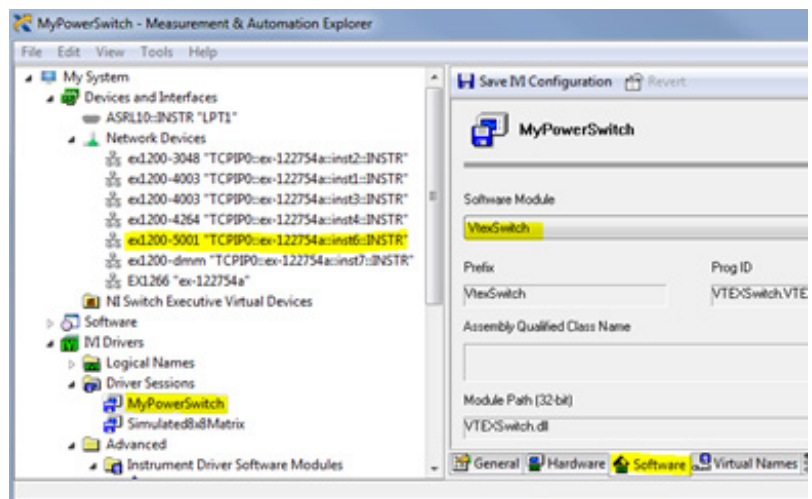 MyPowerSwitch - Measurement & Automation Explorer
File Edit View Tools Help
My System
Devices and Interfaces
ASRL10::INSTR "LPT1"
Network Devices
ex1200-3048 "TCPIP0::ex-122754a::inst2::INSTR"
ex1200-4003 "TCPIP0::ex-122754a::inst1::INSTR"
ex1200-4003 "TCPIP0::ex-122754a::inst3::INSTR"
ex1200-4264 "TCPIP0::ex-122754a::inst4::INSTR"
ex1200-5001 "TCPIP0::ex-122754a::inst6::INSTR"
ex1200-dmm "TCPIP0::ex-122754a::inst7::INSTR"
EX1266 "ex-122754a"
NI Switch Executive Virtual Devices
Software
IVI Drivers
Logical Names
Driver Sessions
MyPowerSwitch
Simulated8x8Matrix
Advanced
Instrument Driver Software Modules
Save IVI Configuration Revert
MyPowerSwitch
Software Module
VtexSwitch
Prefix Prog ID
VtexSwitch VTEXSwitch.VTE
Assembly Qualified Class Name
Module Path (32-bit)
VTEXSwitch.dll
General Hardware Software Virtual Names